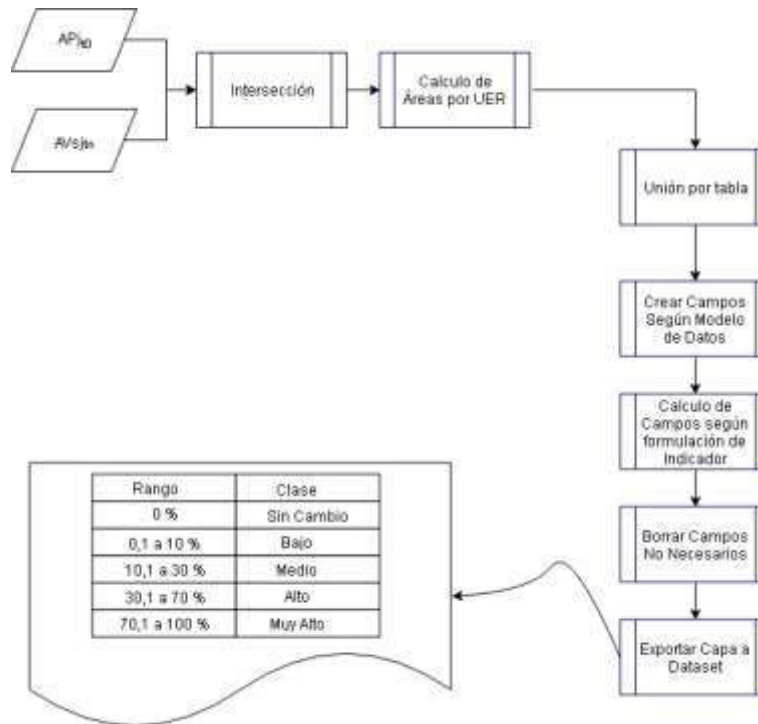 Intersección
Calculo de
Áreas por UER
Unión por tabla
Crear Campos
Según Modelo
de Datos
Calculo de
Campos según
formulación de
Indicador
Borrar Campos
No Necesarios
Exportar Capa a
Dataset
Rango Clase
0 % Sin Cambio
0,1 a 10 % Bajo
10,1 a 30 % Medio
30,1 a 70 % Alto
70,1 a 100 % Muy Alto